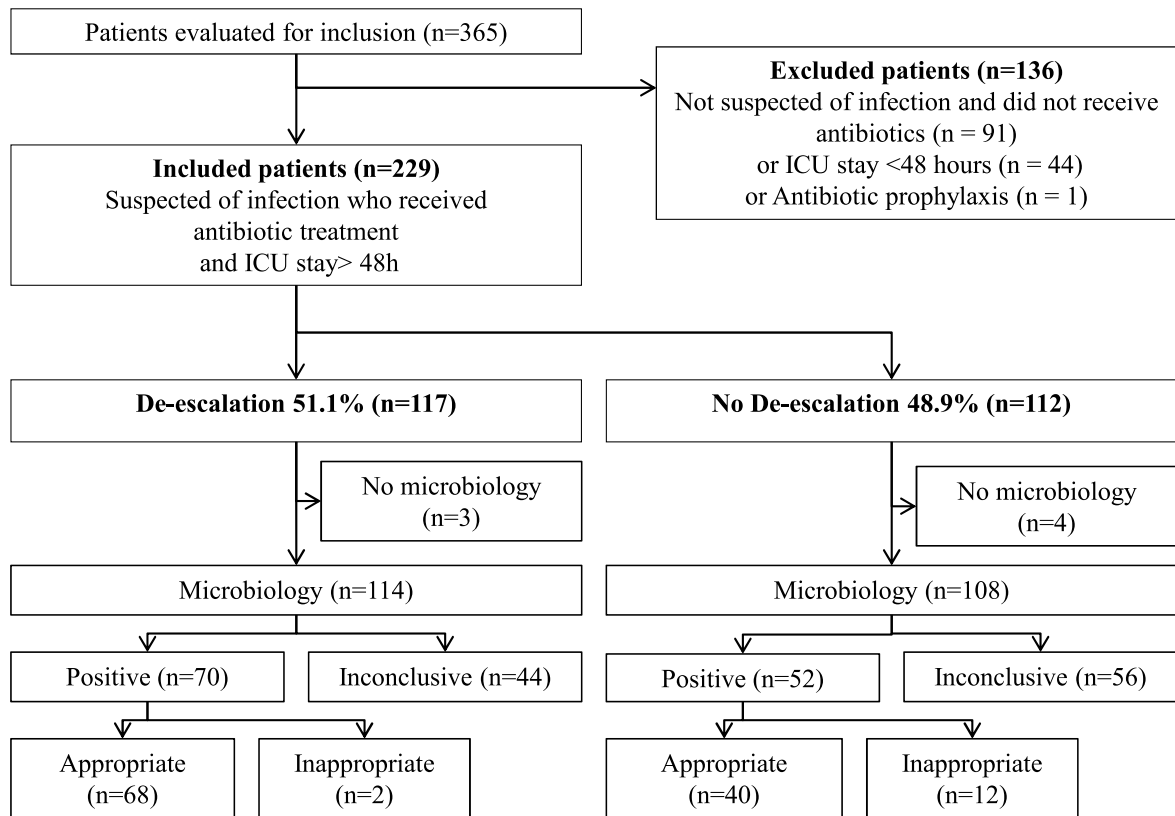 Patients evaluated for inclusion (n=365)
Excluded patients (n=136)
Not suspected of infection and did not receive
antibiotics (n = 91)
or ICU stay <48 hours (n = 44)
or Antibiotic prophylaxis (n = 1)
Included patients (n=229)
Suspected of infection who received
antibiotic treatment
and ICU stay> 48h
De-escalation 51.1% (n=117)
No De-escalation 48.9% (n=112)
No microbiology
(n=3)
No microbiology
(n=4)
Microbiology (n=114)
Microbiology (n=108)
Positive (n=70)
Inconclusive (n=44)
Positive (n=52)
Inconclusive (n=56)
Appropriate
(n=68)
Inappropriate
(n=2)
Appropriate
(n=40)
Inappropriate
(n=12)